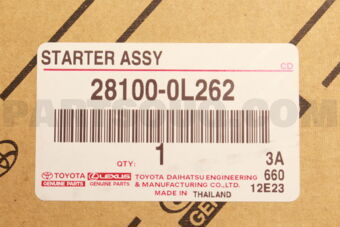 STARTER ASSY
CD
28100-0L262
QTY: 1 3A
TOYOTA LEXUS TOYOTA DAIHATSU ENGINEERING 660
GENUINE PARTS GENUINE PARTS & MANUFACTURING CO.,LTD. 12E23
MADE IN THAILAND